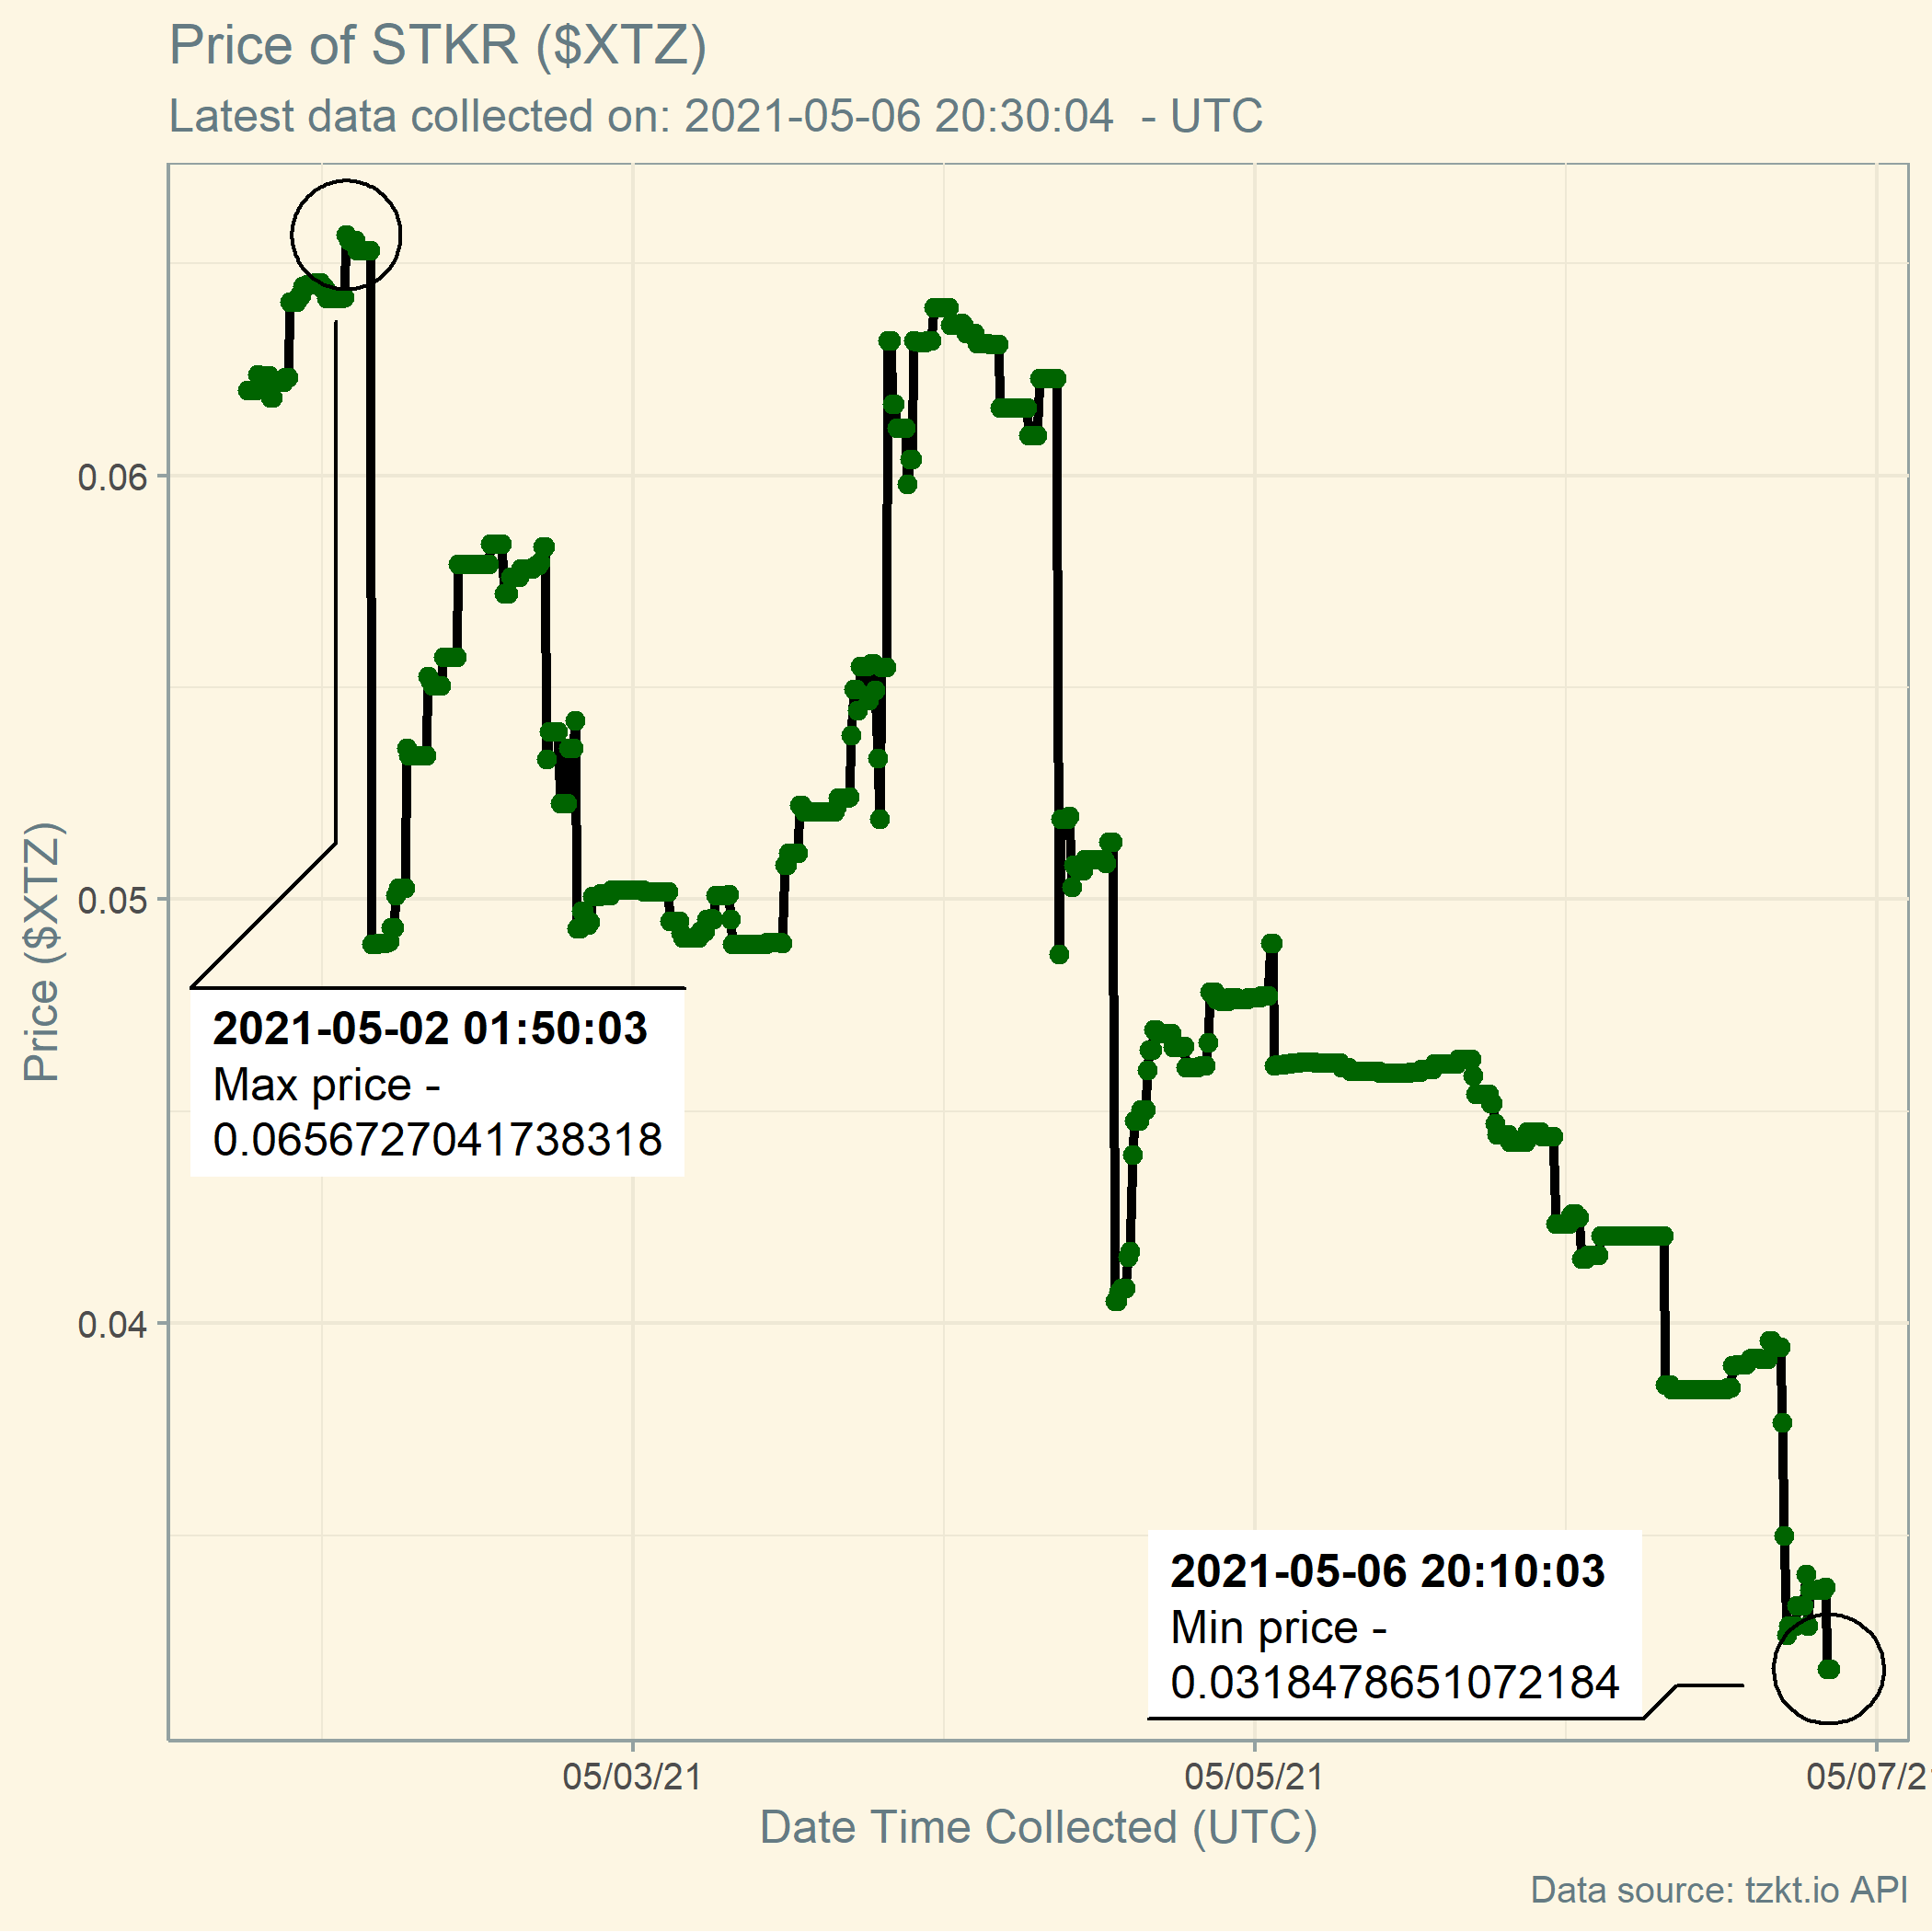 Price of STKR ($XTZ)
Latest data collected on: 2021-05-06 20:30:04  - UTC
Price ($XTZ)
0.06
0.05
0.04
2021-05-02 01:50:03
Max price -
0.0656727041738318
2021-05-06 20:10:03
Min price -
0.0318478651072184
05/03/21
05/05/21
05/07/2
Date Time Collected (UTC)
Data source: tzkt.io API